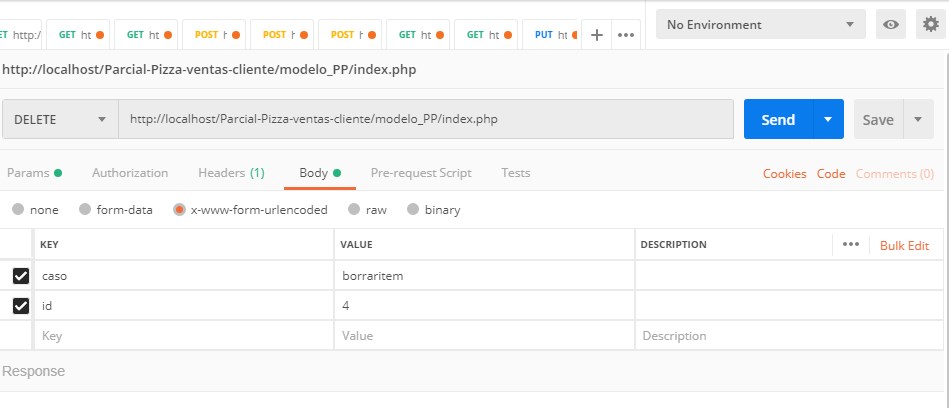 ET http:/ GET ht GET ht POST h POST h POST h GET ht GET ht PUT ht + ••• No Environment
http://localhost/Parcial-Pizza-ventas-cliente/modelo_PP/index.php
DELETE http://localhost/Parcial-Pizza-ventas-cliente/modelo_PP/index.php Send Save
Params Authorization Headers (1) Body Pre-request Script Tests Cookies Code Comments (0)
none form-data x-www-form-urlencoded raw binary
KEY VALUE DESCRIPTION ••• Bulk Edit
caso borraritem
id 4
Key Value Description
Response